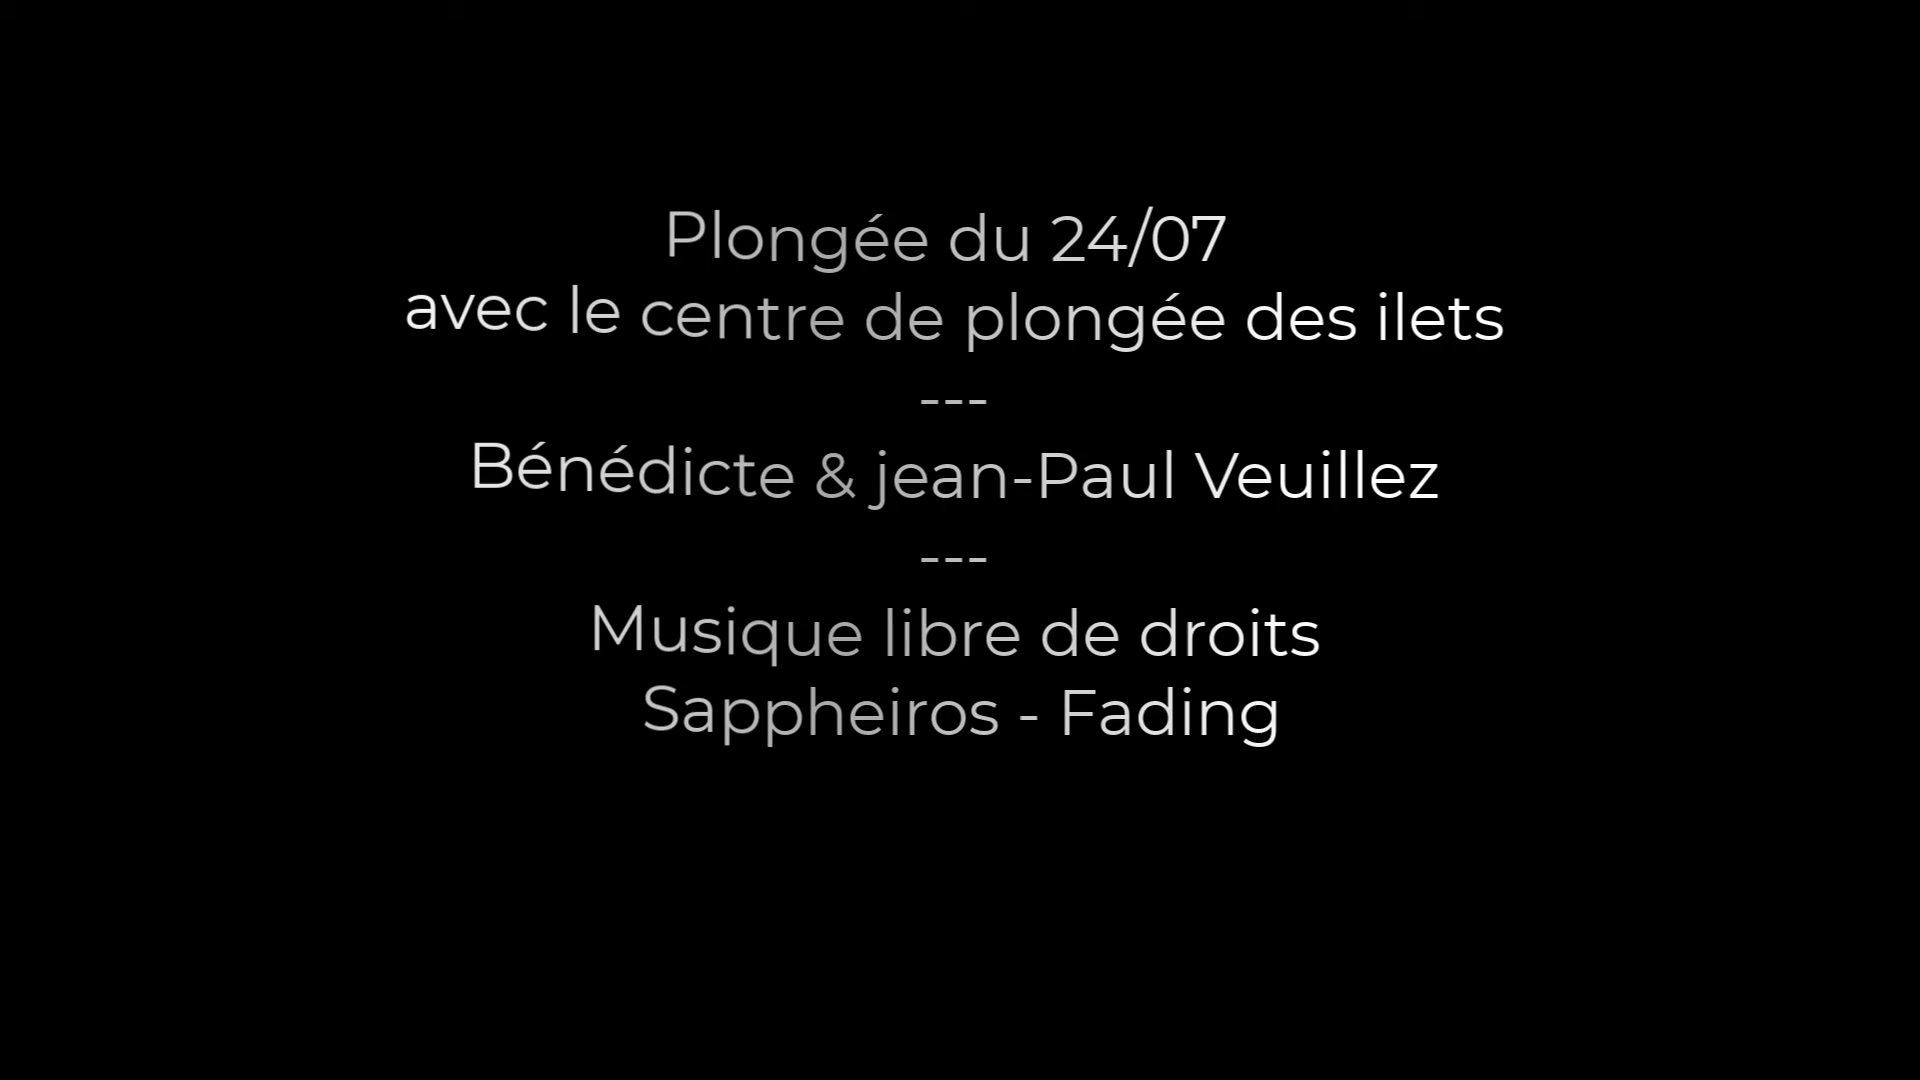 Plongée du 24/07
avec le centre de plongée des ilets
---
Bénédicte & jean-Paul Veuillez
---
Musique libre de droits
Sappheiros - Fading